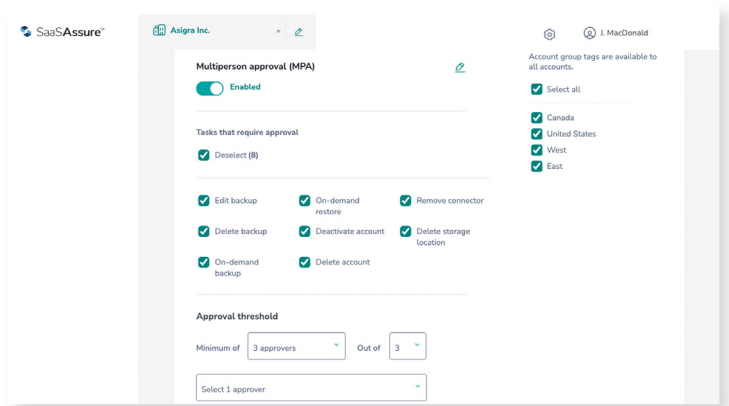 SaaSAssure™
Asigra Inc.
J. MacDonald
Multiperson approval (MPA)
Enabled
Tasks that require approval
Deselect (8)
Edit backup
On-demand
restore
Remove connector
Delete backup
Deactivate account
Delete storage
location
On-demand
backup
Delete account
Approval threshold
Minimum of
3 approvers
Out of
3
Select 1 approver
Account group tags are available to
all accounts.
Select all
Canada
United States
West
East